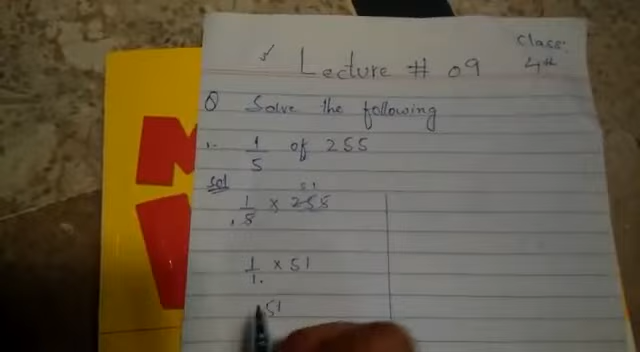 Class:
4th
Lecture # 09
Q Solve the following
1- 1/5 of 255
Sol
51
1/5 x 255
1/1 x 51
51